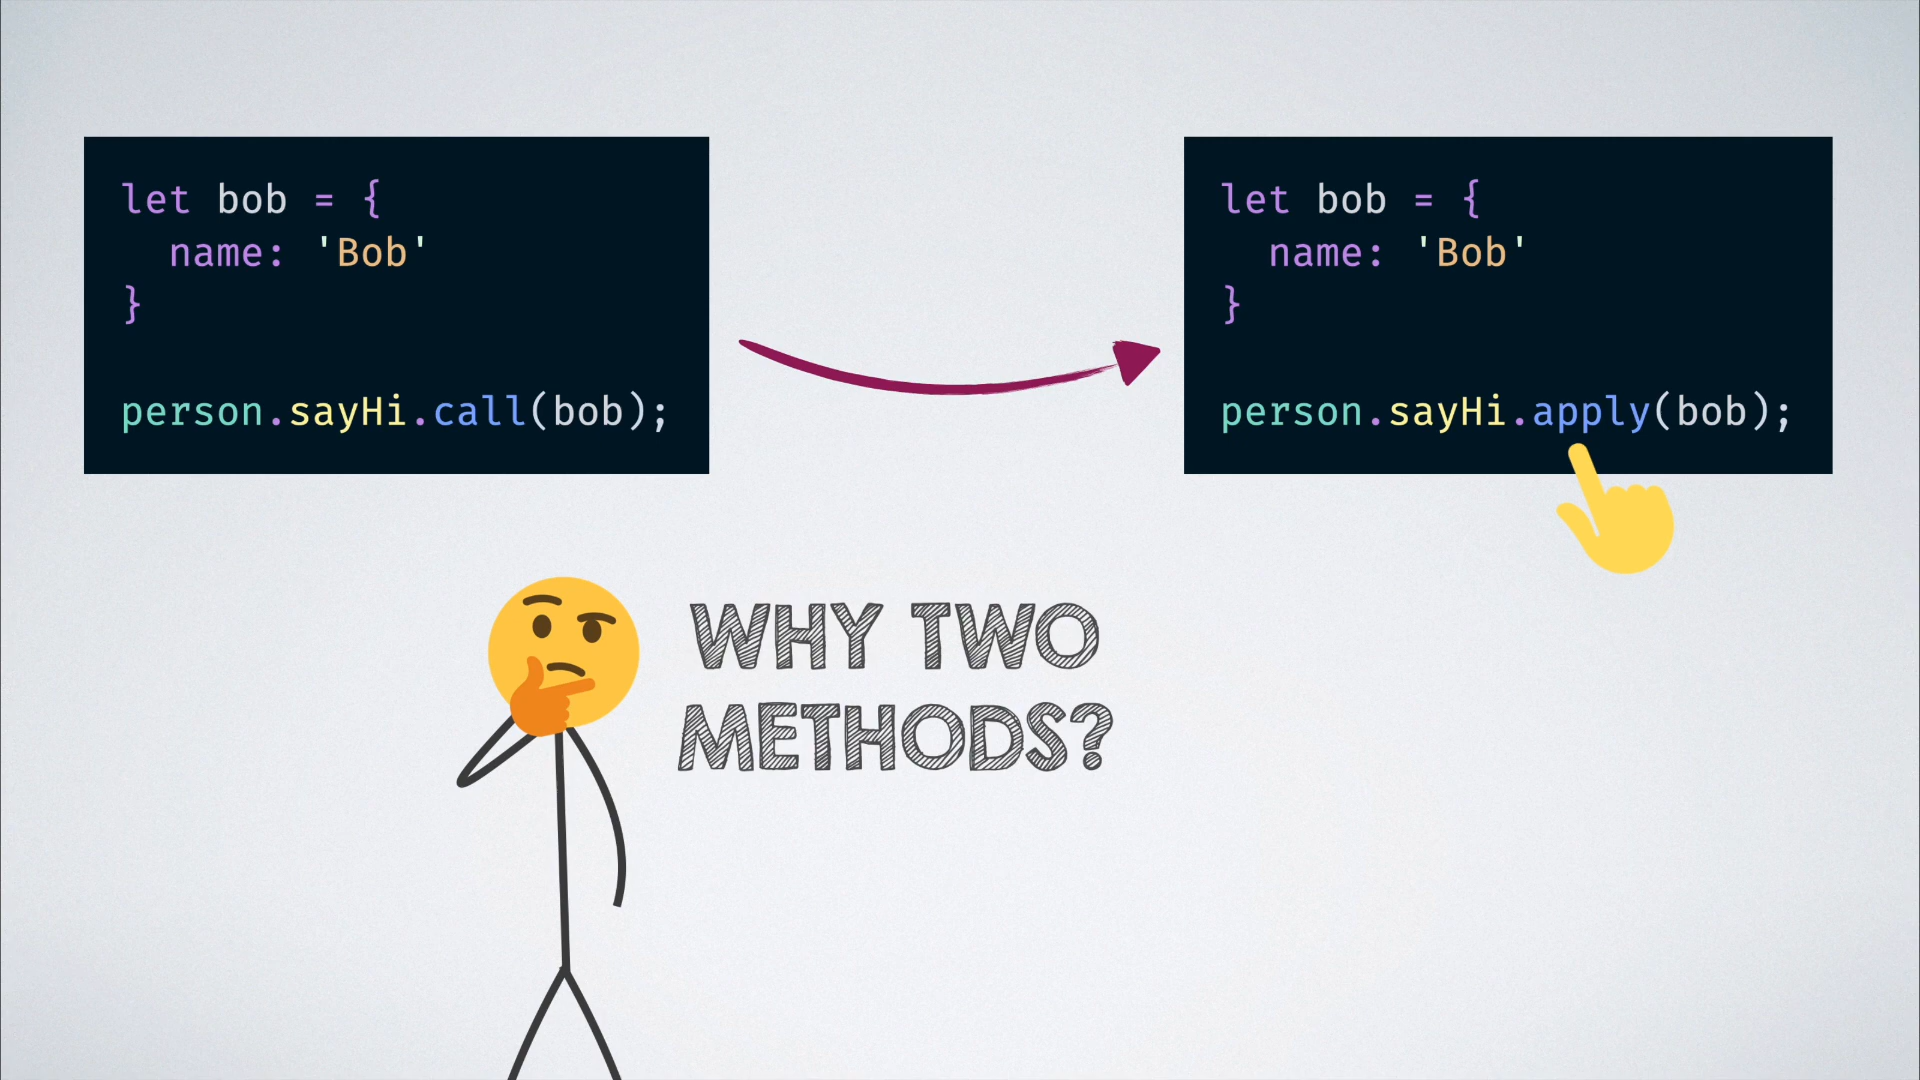 let bob = {
  name: 'Bob'
}
person.sayHi.call(bob);
let bob = {
  name: 'Bob'
}
person.sayHi.apply(bob);
WHY TWO
METHODS?